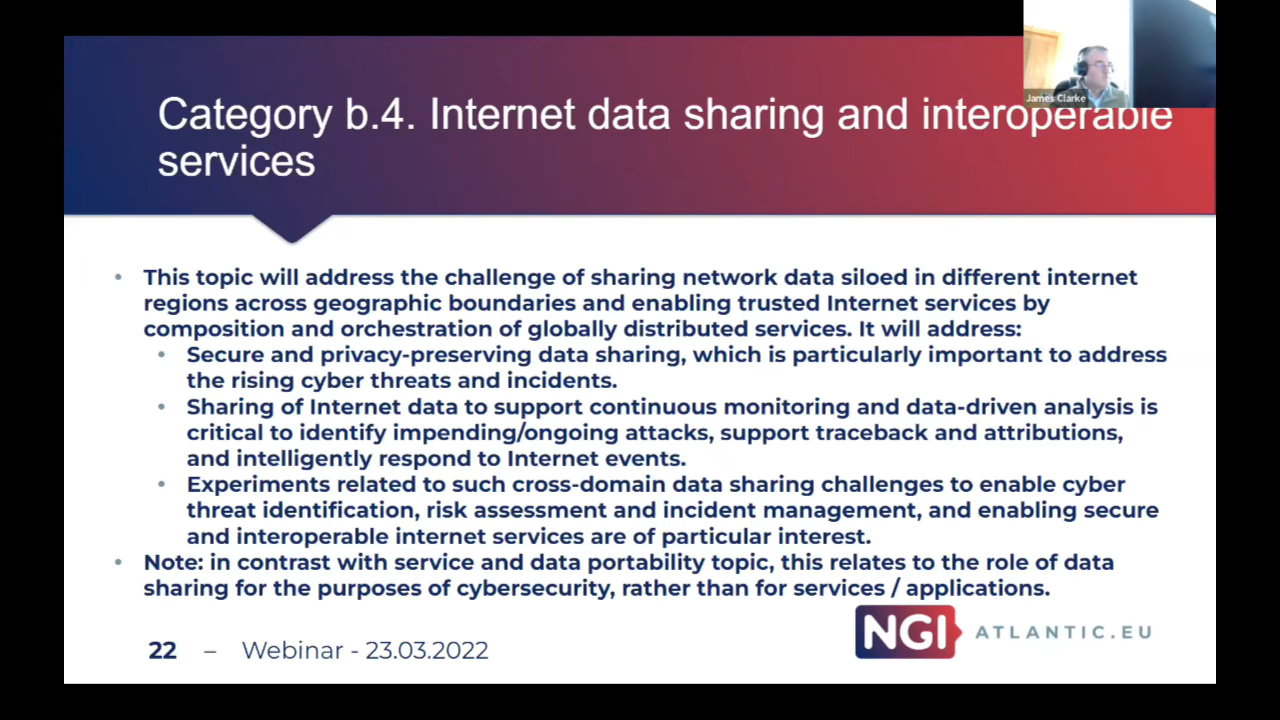 James Clarke
Category b.4. Internet data sharing and interoperable
services
• This topic will address the challenge of sharing network data siloed in different internet
regions across geographic boundaries and enabling trusted Internet services by
composition and orchestration of globally distributed services. It will address:
• Secure and privacy-preserving data sharing, which is particularly important to address
the rising cyber threats and incidents.
• Sharing of Internet data to support continuous monitoring and data-driven analysis is
critical to identify impending/ongoing attacks, support traceback and attributions,
and intelligently respond to Internet events.
• Experiments related to such cross-domain data sharing challenges to enable cyber
threat identification, risk assessment and incident management, and enabling secure
and interoperable internet services are of particular interest.
• Note: in contrast with service and data portability topic, this relates to the role of data
sharing for the purposes of cybersecurity, rather than for services / applications.
NGI ATLANTIC.EU
22 – Webinar - 23.03.2022